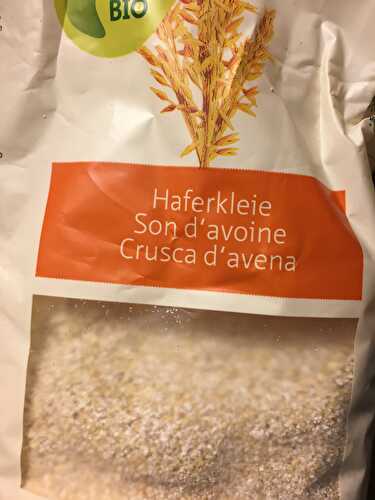 BIO
Haferkleie
Son d'avoine
Crusca d'avena